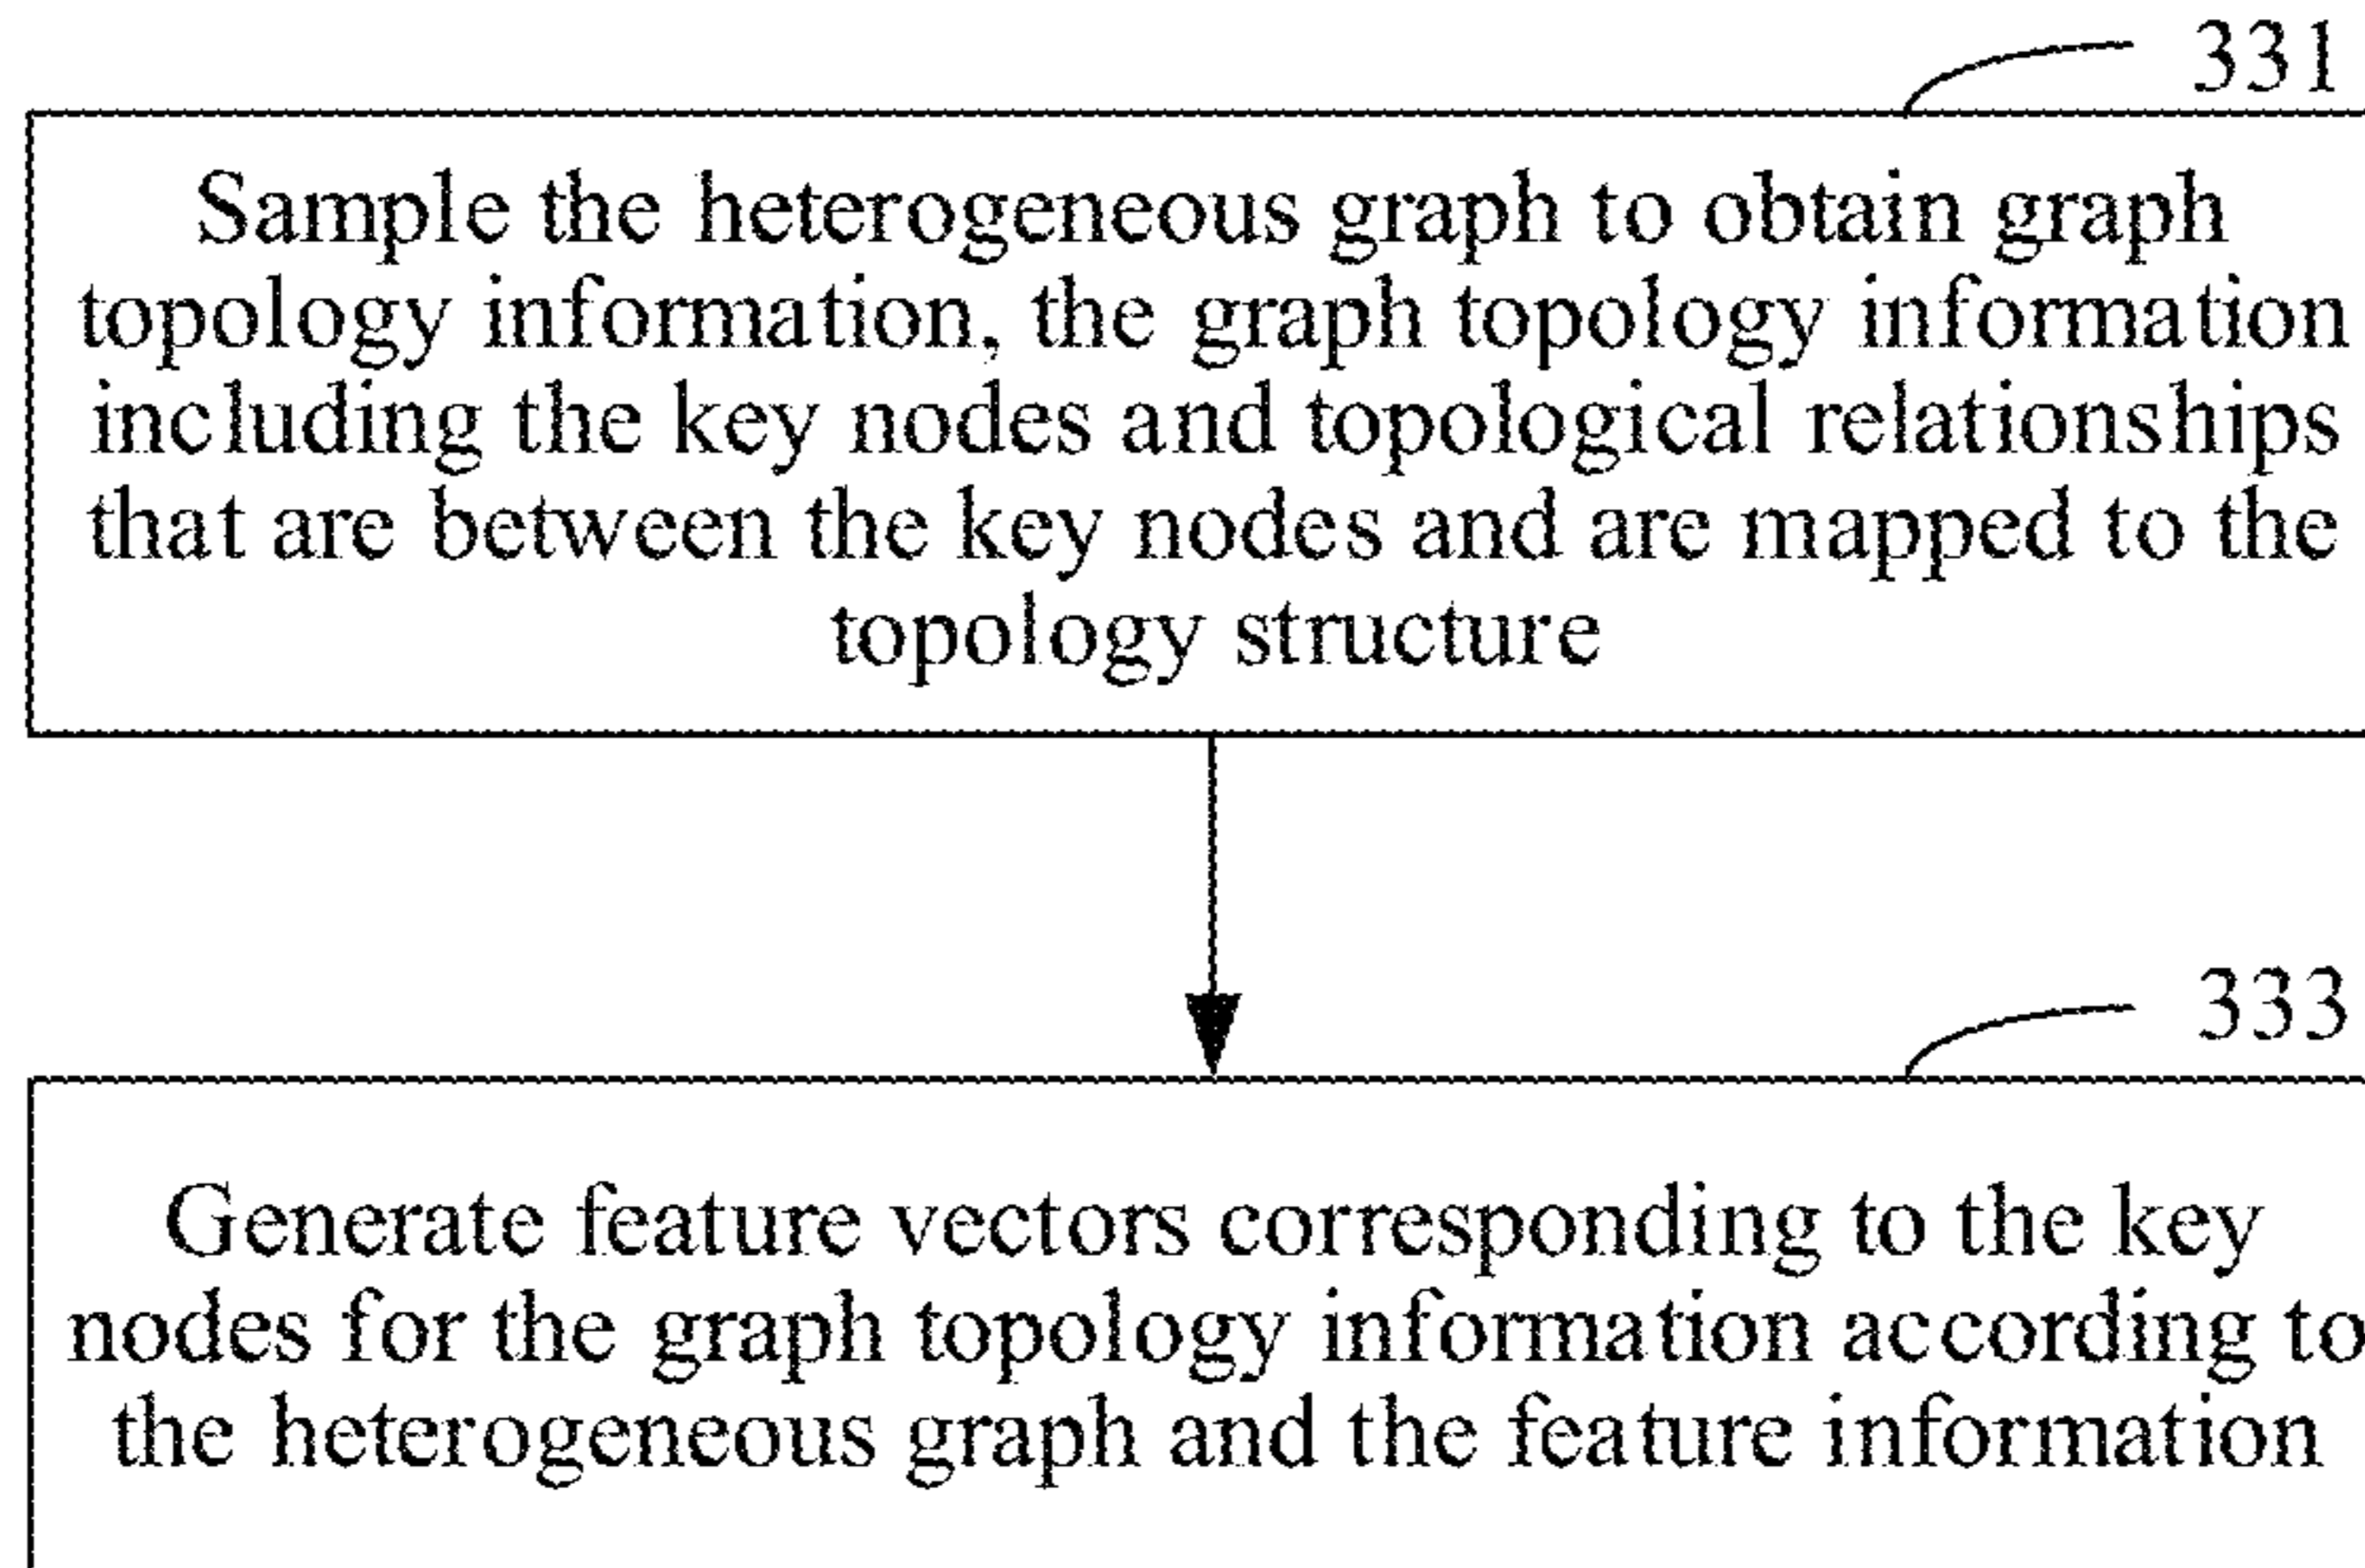 331
Sample the heterogeneous graph to obtain graph
topology information, the graph topology information
including the key nodes and topological relationships
that are between the key nodes and are mapped to the
topology structure
333
Generate feature vectors corresponding to the key
nodes for the graph topology information according to
the heterogeneous graph and the feature information